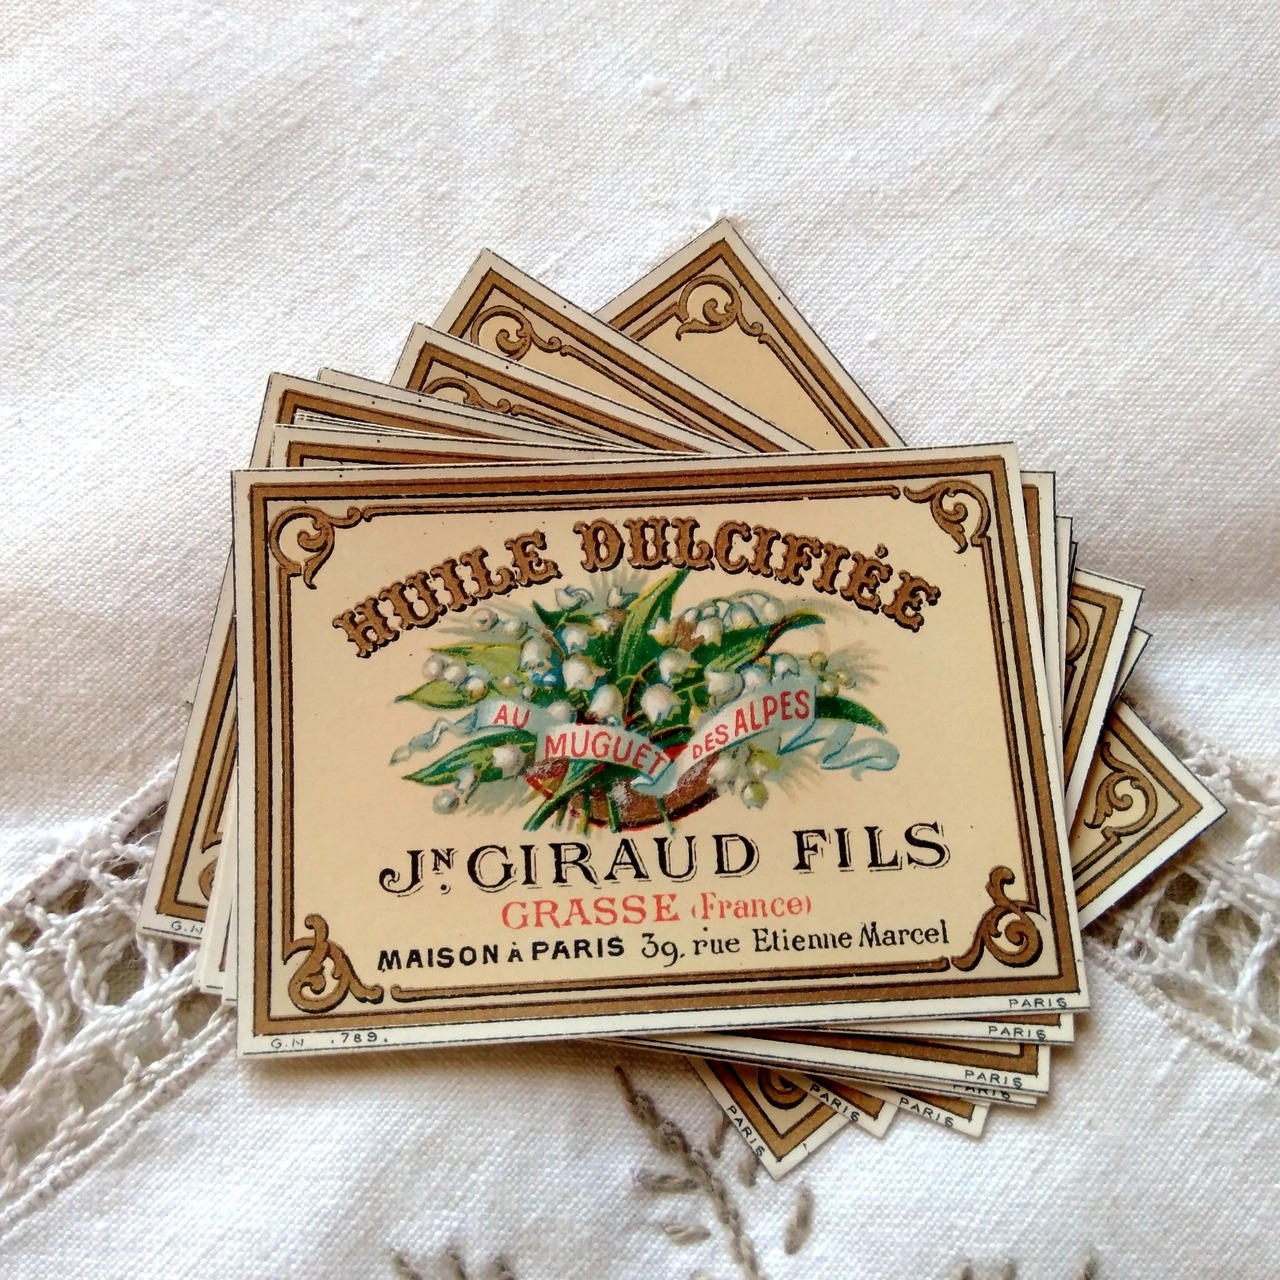 HUILE DULCIFIÉE
AU MUGUET DES ALPES
JN. GIRAUD FILS
GRASSE (France)
MAISON À PARIS 39, rue Etienne Marcel
G.N .789.
PARIS
PARIS
PARIS
PARIS
PARIS
PARIS
PARIS
G.N